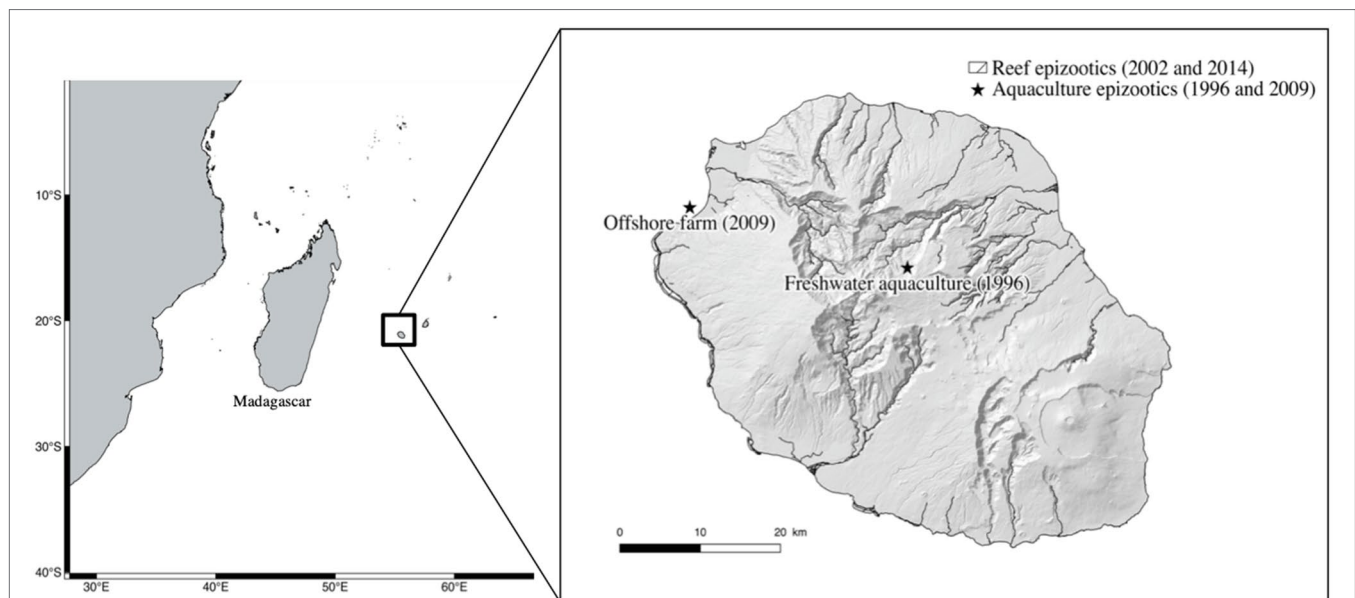 Reef epizootics (2002 and 2014)
★ Aquaculture epizootics (1996 and 2009)
10°S
20°S
30°S
40°S
30°E
40°E
50°E
60°E
Madagascar
Offshore farm (2009)
Freshwater aquaculture (1996)
0 10 20 km